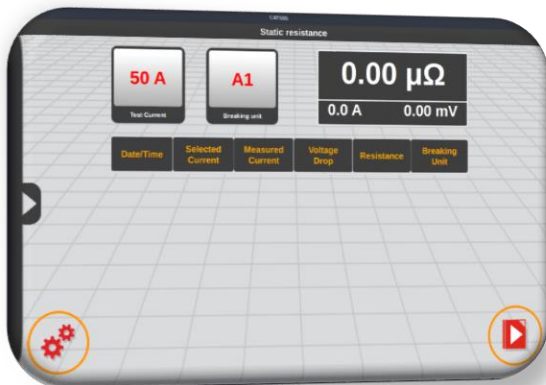 Static resistance
50 A
Test Current
A1
Breaking unit
0.00 μΩ
0.0 A 0.00 mV
Date/Time Selected Current Measured Current Voltage Drop Resistance Breaking Unit